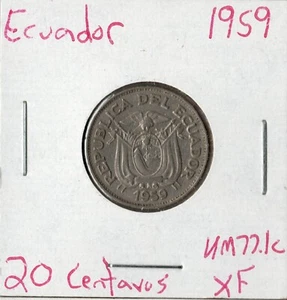 Ecuador 1959
REPUBLICA DEL ECUADOR
1959
20 Centavos
KM77.1c
XF